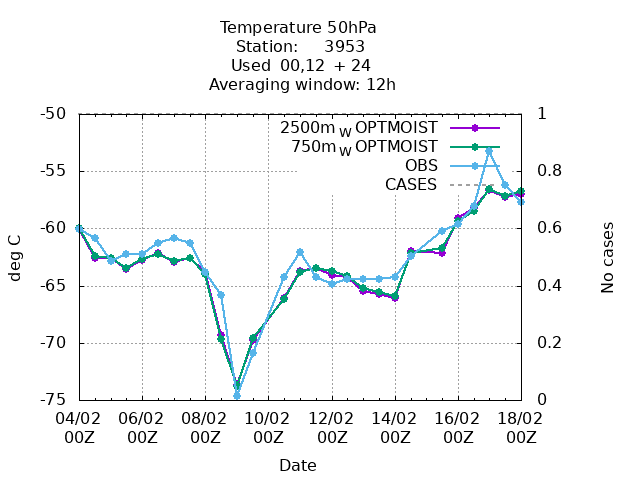 Temperature 50hPa
Station: 3953
Used 00,12 + 24
Averaging window: 12h
-50 1
2500m W OPTMOIST
750m W OPTMOIST
OBS
CASES
-55 0.8
-60 0.6
-65 0.4
-70 0.2
-75 0
deg C
No cases
04/02 06/02 08/02 10/02 12/02 14/02 16/02 18/02
00Z 00Z 00Z 00Z 00Z 00Z 00Z 00Z
Date